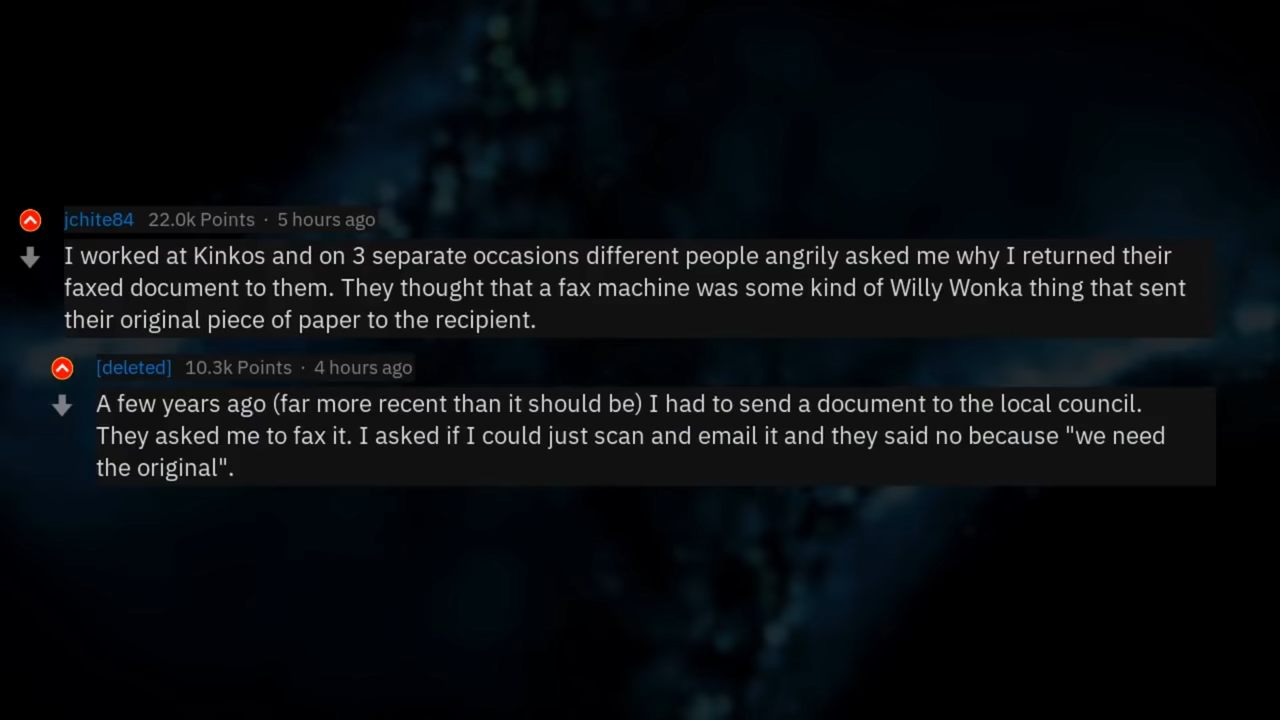 jchite84 22.0k Points · 5 hours ago
I worked at Kinkos and on 3 separate occasions different people angrily asked me why I returned their
faxed document to them. They thought that a fax machine was some kind of Willy Wonka thing that sent
their original piece of paper to the recipient.
[deleted] 10.3k Points · 4 hours ago
A few years ago (far more recent than it should be) I had to send a document to the local council.
They asked me to fax it. I asked if I could just scan and email it and they said no because "we need
the original".